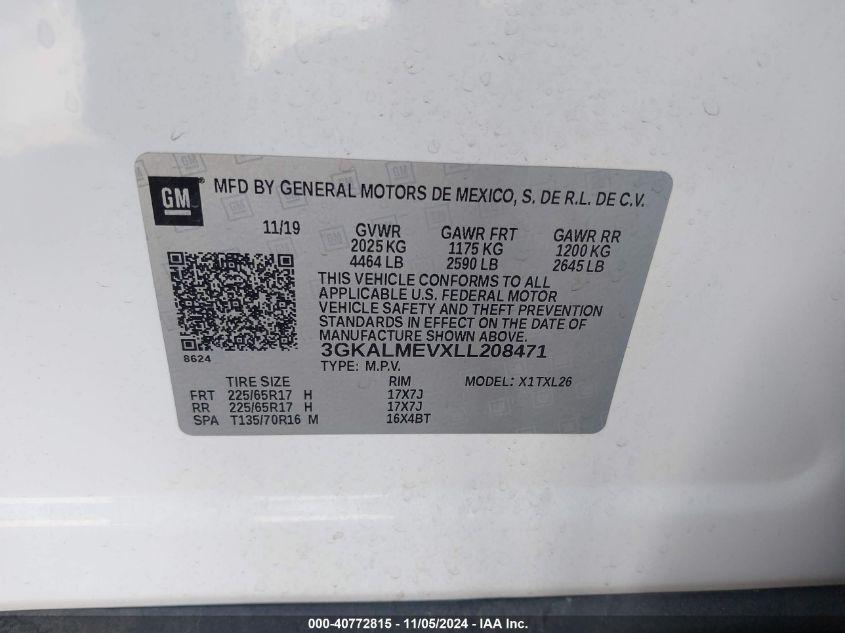 GM
MFD BY GENERAL MOTORS DE MEXICO, S. DE R.L. DE C.V.
11/19 GVWR GAWR FRT GAWR RR
2025 KG 1175 KG 1200 KG
4464 LB 2590 LB 2645 LB
THIS VEHICLE CONFORMS TO ALL
APPLICABLE U.S. FEDERAL MOTOR
VEHICLE SAFETY AND THEFT PREVENTION
STANDARDS IN EFFECT ON THE DATE OF
MANUFACTURE SHOWN ABOVE.
8624
3GKALMEVXLL208471
TYPE: M.P.V.
TIRE SIZE RIM MODEL: X1TXL26
FRT 225/65R17 H 17X7J
RR 225/65R17 H 17X7J
SPA T135/70R16 M 16X4BT
000-40772815 - 11/05/2024 - IAA Inc.